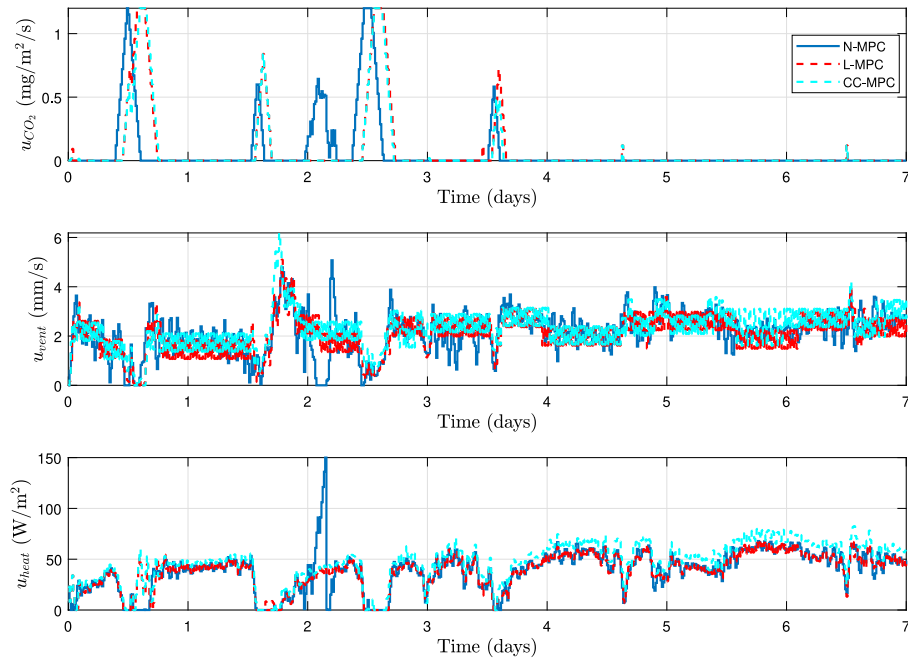 1
0.5
0
u_{CO_2} (mg/m^2/s)
N-MPC
L-MPC
CC-MPC
0 1 2 3 4 5 6 7
Time (days)
6
4
2
0
u_{vent} (mm/s)
0 1 2 3 4 5 6 7
Time (days)
150
100
50
0
u_{heat} (W/m^2)
0 1 2 3 4 5 6 7
Time (days)